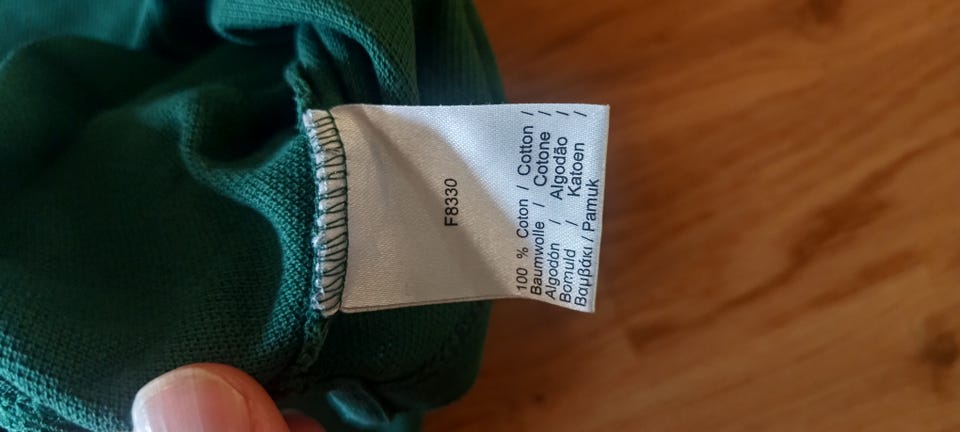 F8330
100 % Coton / Cotton /
Baumwolle / Cotone /
Algodón / Algodão /
Bomuld / Katoen /
Βαμβάκι / Pamuk